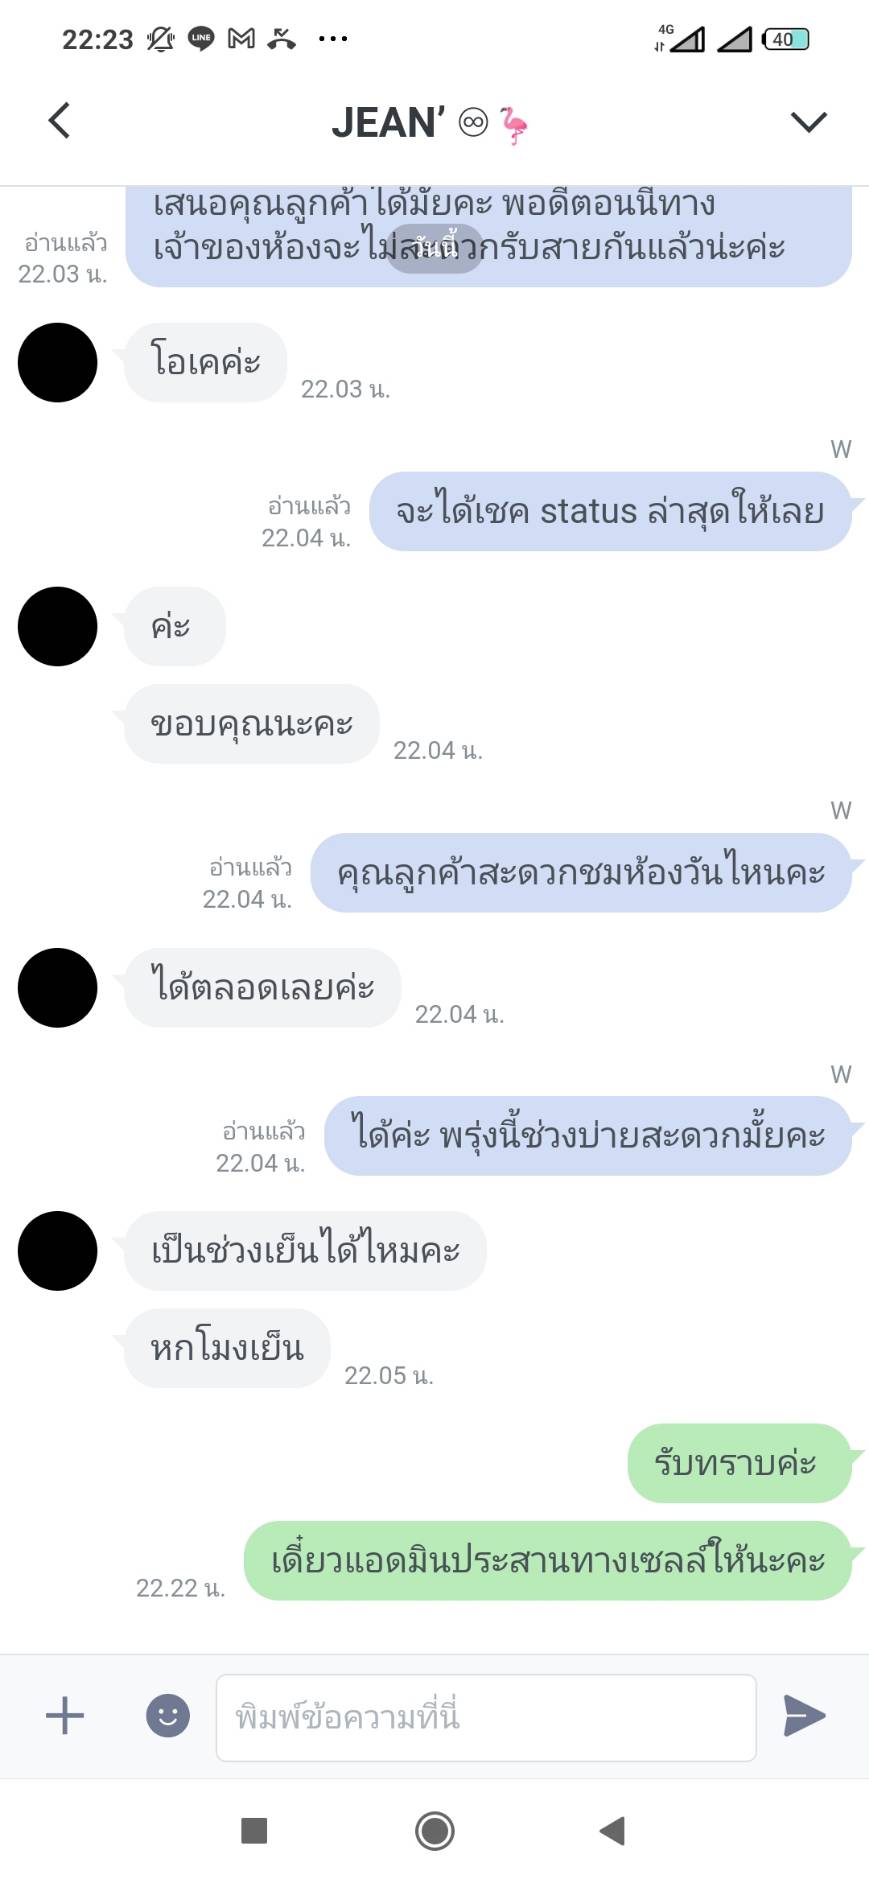 22:23
LINE
4G
40
JEAN’ ♾🦩
เสนอคุณลูกค้าได้มั้ยคะ พอดีตอนนี้ทาง
เจ้าของห้องจะไม่สะดวกรับสายกันแล้วน่ะค่ะ
วันนี้
อ่านแล้ว
22.03 น.
โอเคค่ะ
22.03 น.
W
จะได้เชค status ล่าสุดให้เลย
อ่านแล้ว
22.04 น.
ค่ะ
ขอบคุณนะคะ
22.04 น.
W
คุณลูกค้าสะดวกชมห้องวันไหนคะ
อ่านแล้ว
22.04 น.
ได้ตลอดเลยค่ะ
22.04 น.
W
ได้ค่ะ พรุ่งนี้ช่วงบ่ายสะดวกมั้ยคะ
อ่านแล้ว
22.04 น.
เป็นช่วงเย็นได้ไหมคะ
หกโมงเย็น
22.05 น.
รับทราบค่ะ
เดี๋ยวแอดมินประสานทางเซลล์ให้นะคะ
22.22 น.
พิมพ์ข้อความที่นี่